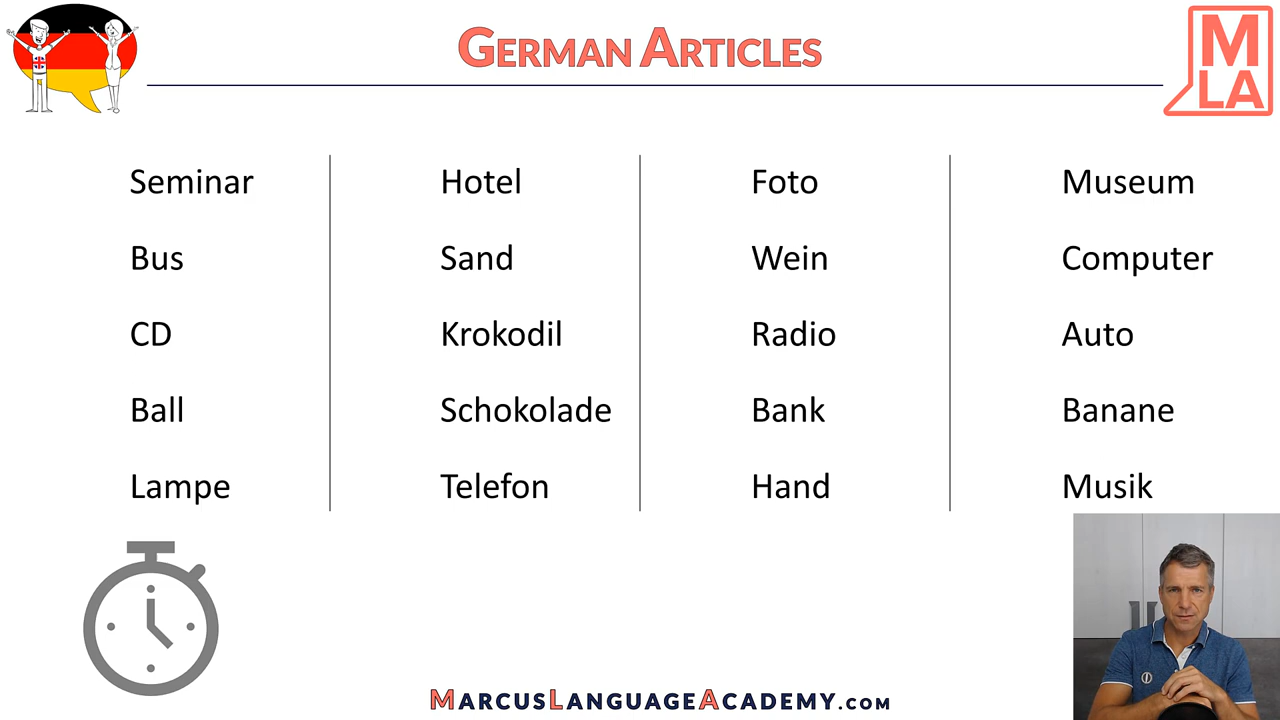 German Articles
M
LA
Seminar
Bus
CD
Ball
Lampe
Hotel
Sand
Krokodil
Schokolade
Telefon
Foto
Wein
Radio
Bank
Hand
Museum
Computer
Auto
Banane
Musik
MarcusLanguageAcademy.com